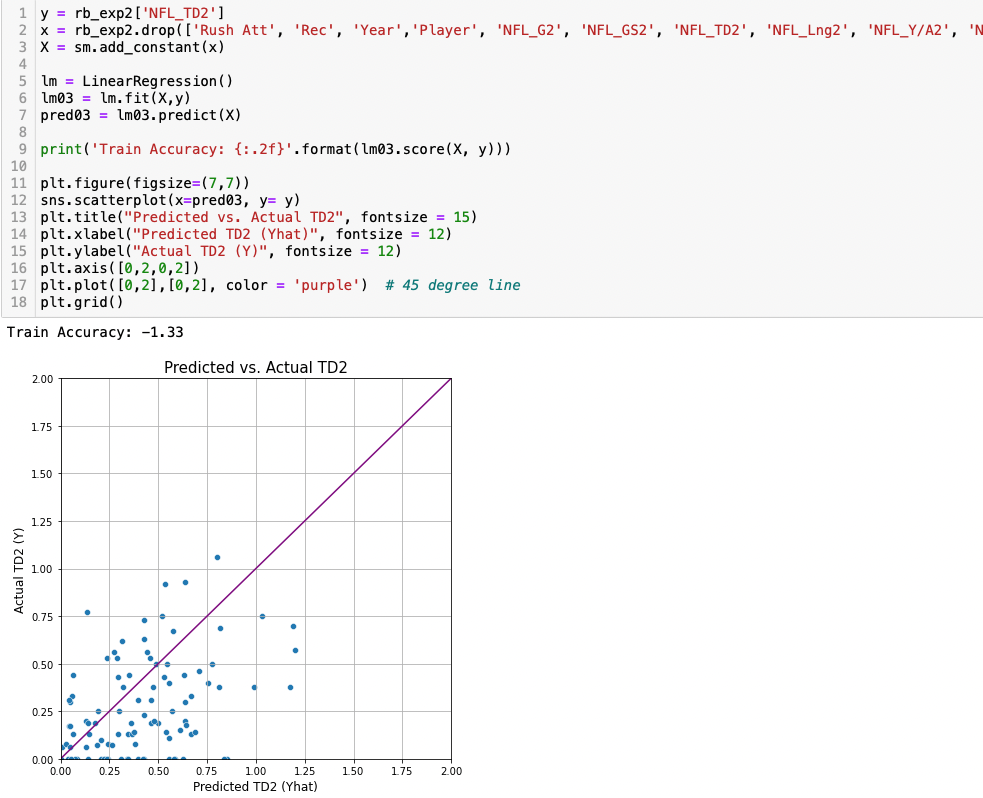 1 y = rb_exp2['NFL_TD2']
2 x = rb_exp2.drop(['Rush Att', 'Rec', 'Year','Player', 'NFL_G2', 'NFL_GS2', 'NFL_TD2', 'NFL_Lng2', 'NFL_Y/A2', 'N
3 X = sm.add_constant(x)
4
5 lm = LinearRegression()
6 lm03 = lm.fit(X,y)
7 pred03 = lm03.predict(X)
8
9 print('Train Accuracy: {:.2f}'.format(lm03.score(X, y)))
10
11 plt.figure(figsize=(7,7))
12 sns.scatterplot(x=pred03, y= y)
13 plt.title("Predicted vs. Actual TD2", fontsize = 15)
14 plt.xlabel("Predicted TD2 (Yhat)", fontsize = 12)
15 plt.ylabel("Actual TD2 (Y)", fontsize = 12)
16 plt.axis([0,2,0,2])
17 plt.plot([0,2],[0,2], color = 'purple')  # 45 degree line
18 plt.grid()
Train Accuracy: -1.33
Predicted vs. Actual TD2
2.00
1.75
1.50
1.25
1.00
0.75
0.50
0.25
0.00
Actual TD2 (Y)
0.00 0.25 0.50 0.75 1.00 1.25 1.50 1.75 2.00
Predicted TD2 (Yhat)